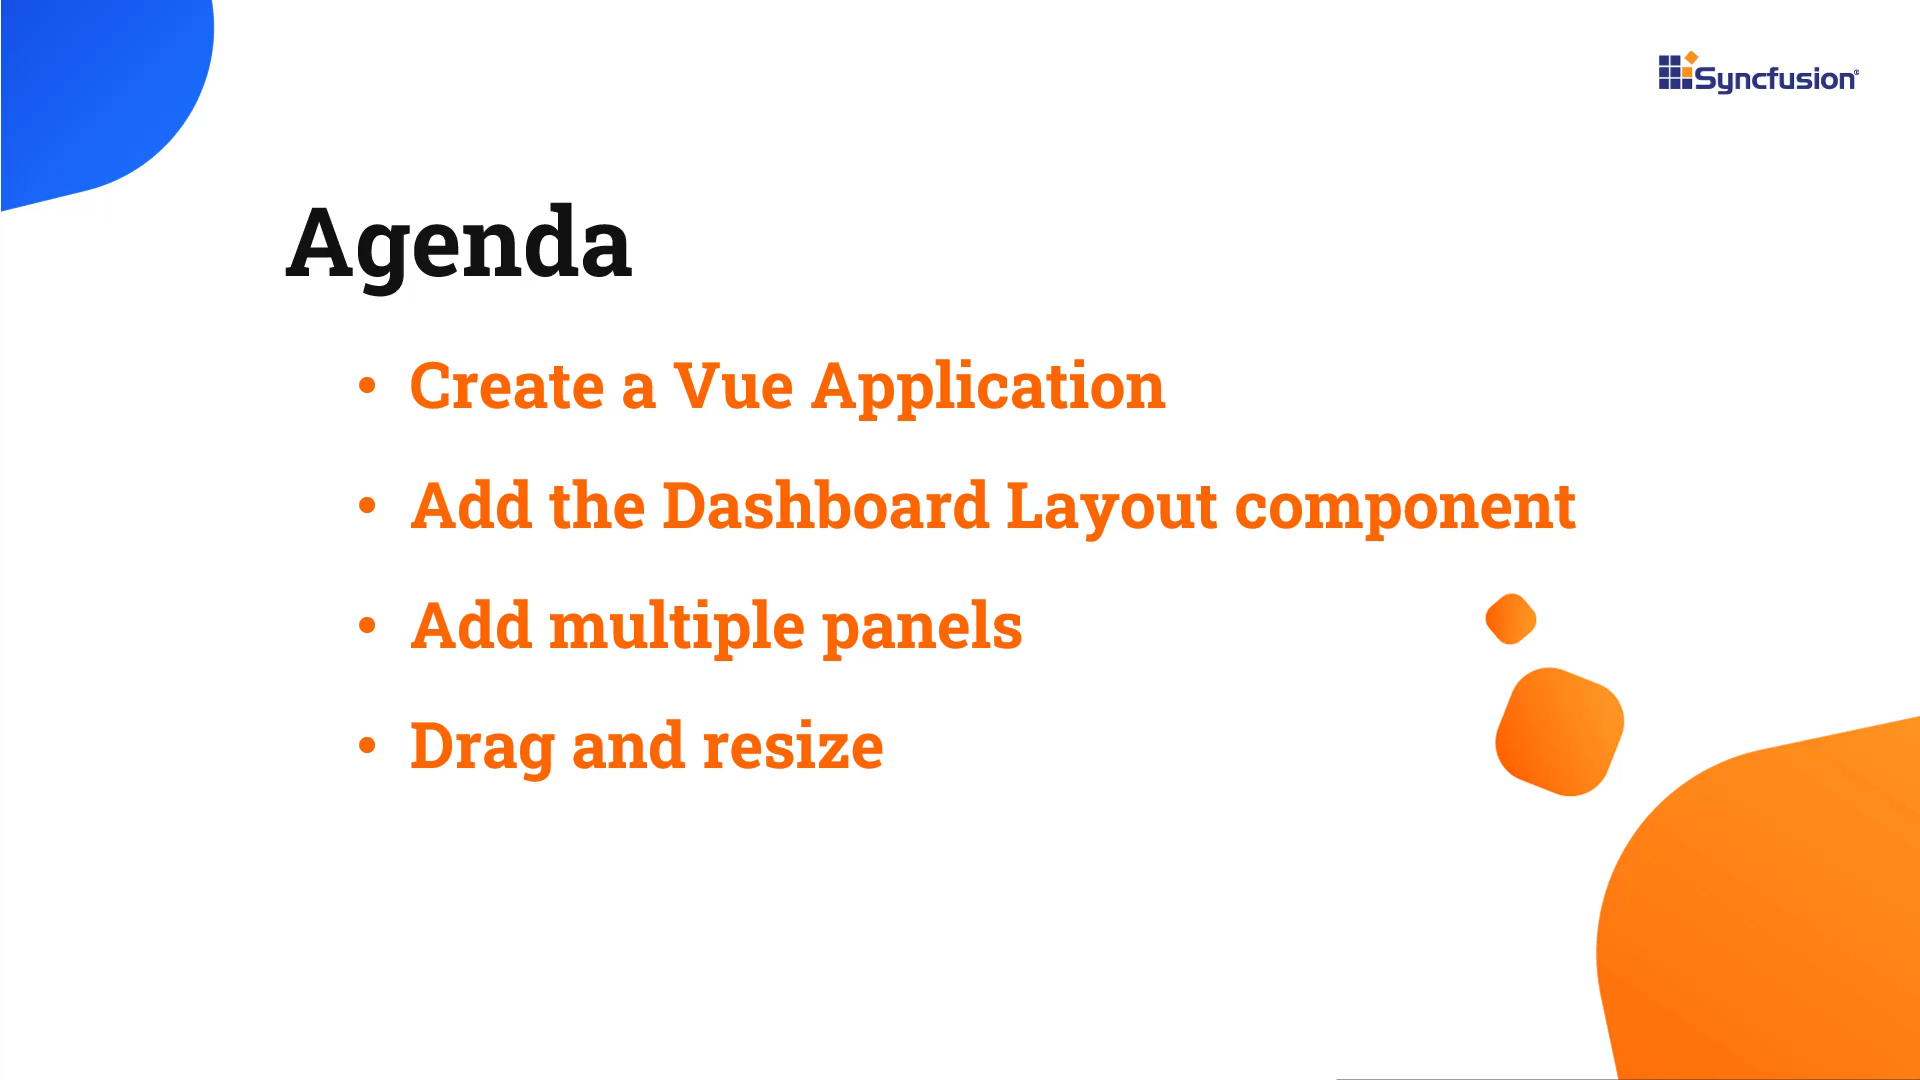 Syncfusion®
Agenda
• Create a Vue Application
• Add the Dashboard Layout component
• Add multiple panels
• Drag and resize